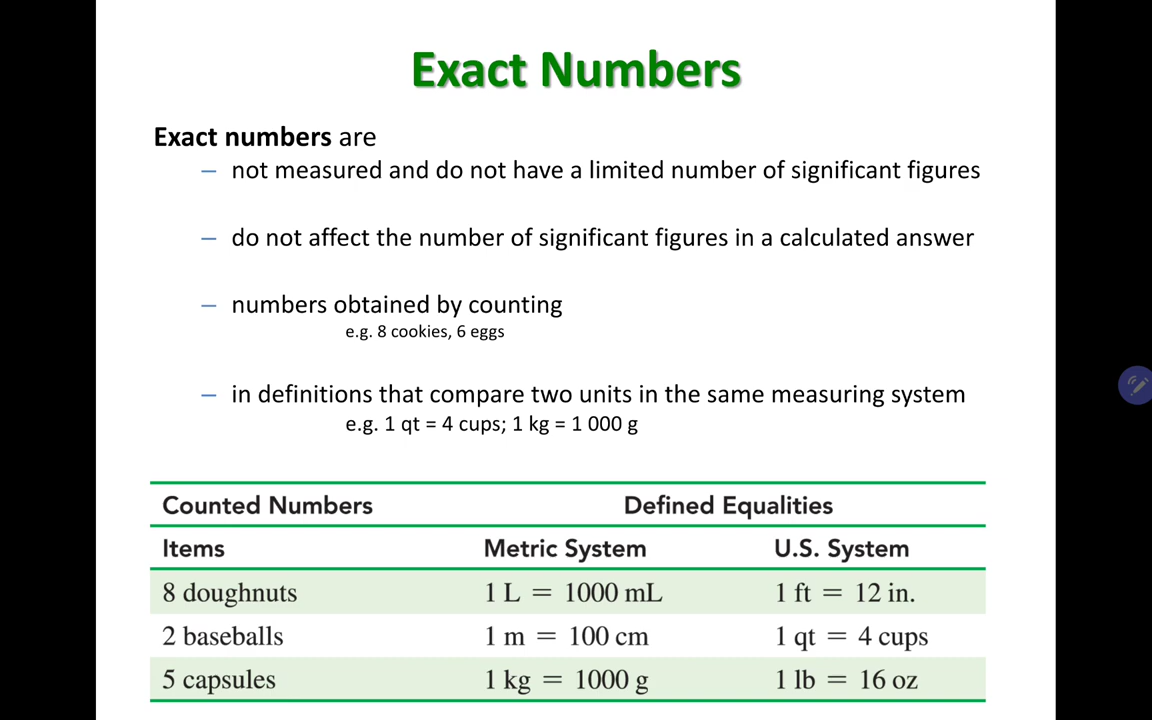 Exact Numbers
Exact numbers are
– not measured and do not have a limited number of significant figures
– do not affect the number of significant figures in a calculated answer
– numbers obtained by counting
e.g. 8 cookies, 6 eggs
– in definitions that compare two units in the same measuring system
e.g. 1 qt = 4 cups; 1 kg = 1 000 g
Counted Numbers Defined Equalities
Items Metric System U.S. System
8 doughnuts 1 L = 1000 mL 1 ft = 12 in.
2 baseballs 1 m = 100 cm 1 qt = 4 cups
5 capsules 1 kg = 1000 g 1 lb = 16 oz